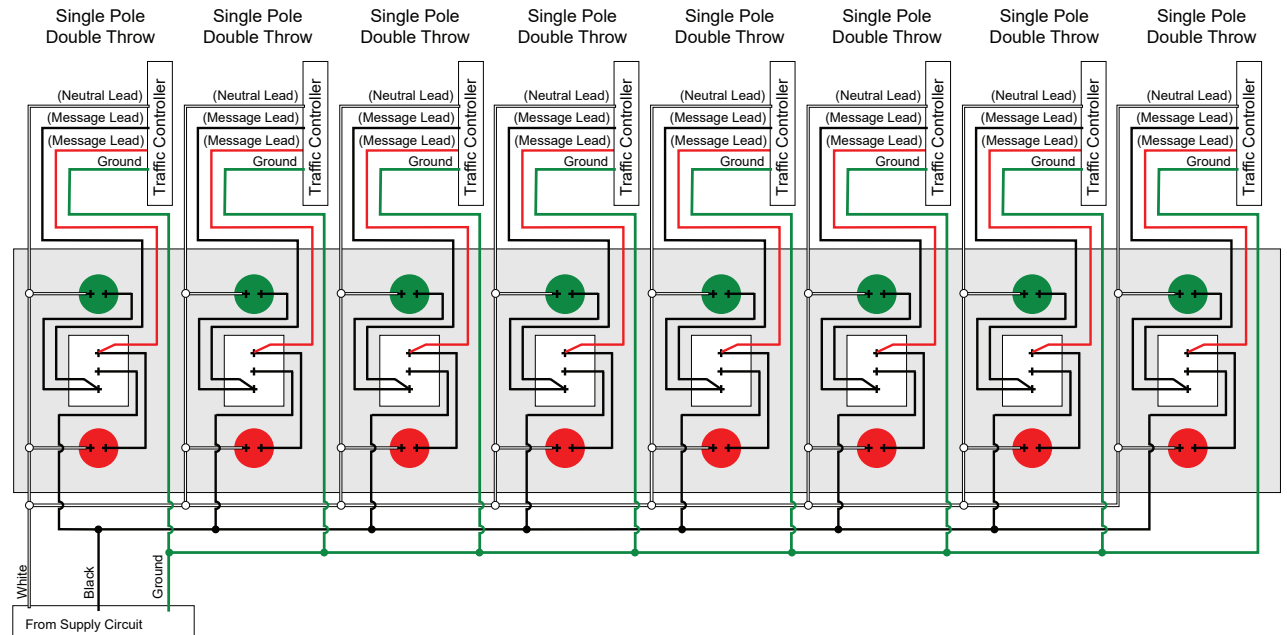 Single Pole
Double Throw
Single Pole
Double Throw
Single Pole
Double Throw
Single Pole
Double Throw
Single Pole
Double Throw
Single Pole
Double Throw
Single Pole
Double Throw
Single Pole
Double Throw
(Neutral Lead)
(Message Lead)
(Message Lead)
Ground
Traffic Controller
(Neutral Lead)
(Message Lead)
(Message Lead)
Ground
Traffic Controller
(Neutral Lead)
(Message Lead)
(Message Lead)
Ground
Traffic Controller
(Neutral Lead)
(Message Lead)
(Message Lead)
Ground
Traffic Controller
(Neutral Lead)
(Message Lead)
(Message Lead)
Ground
Traffic Controller
(Neutral Lead)
(Message Lead)
(Message Lead)
Ground
Traffic Controller
(Neutral Lead)
(Message Lead)
(Message Lead)
Ground
Traffic Controller
(Neutral Lead)
(Message Lead)
(Message Lead)
Ground
Traffic Controller
White
Black
Ground
From Supply Circuit